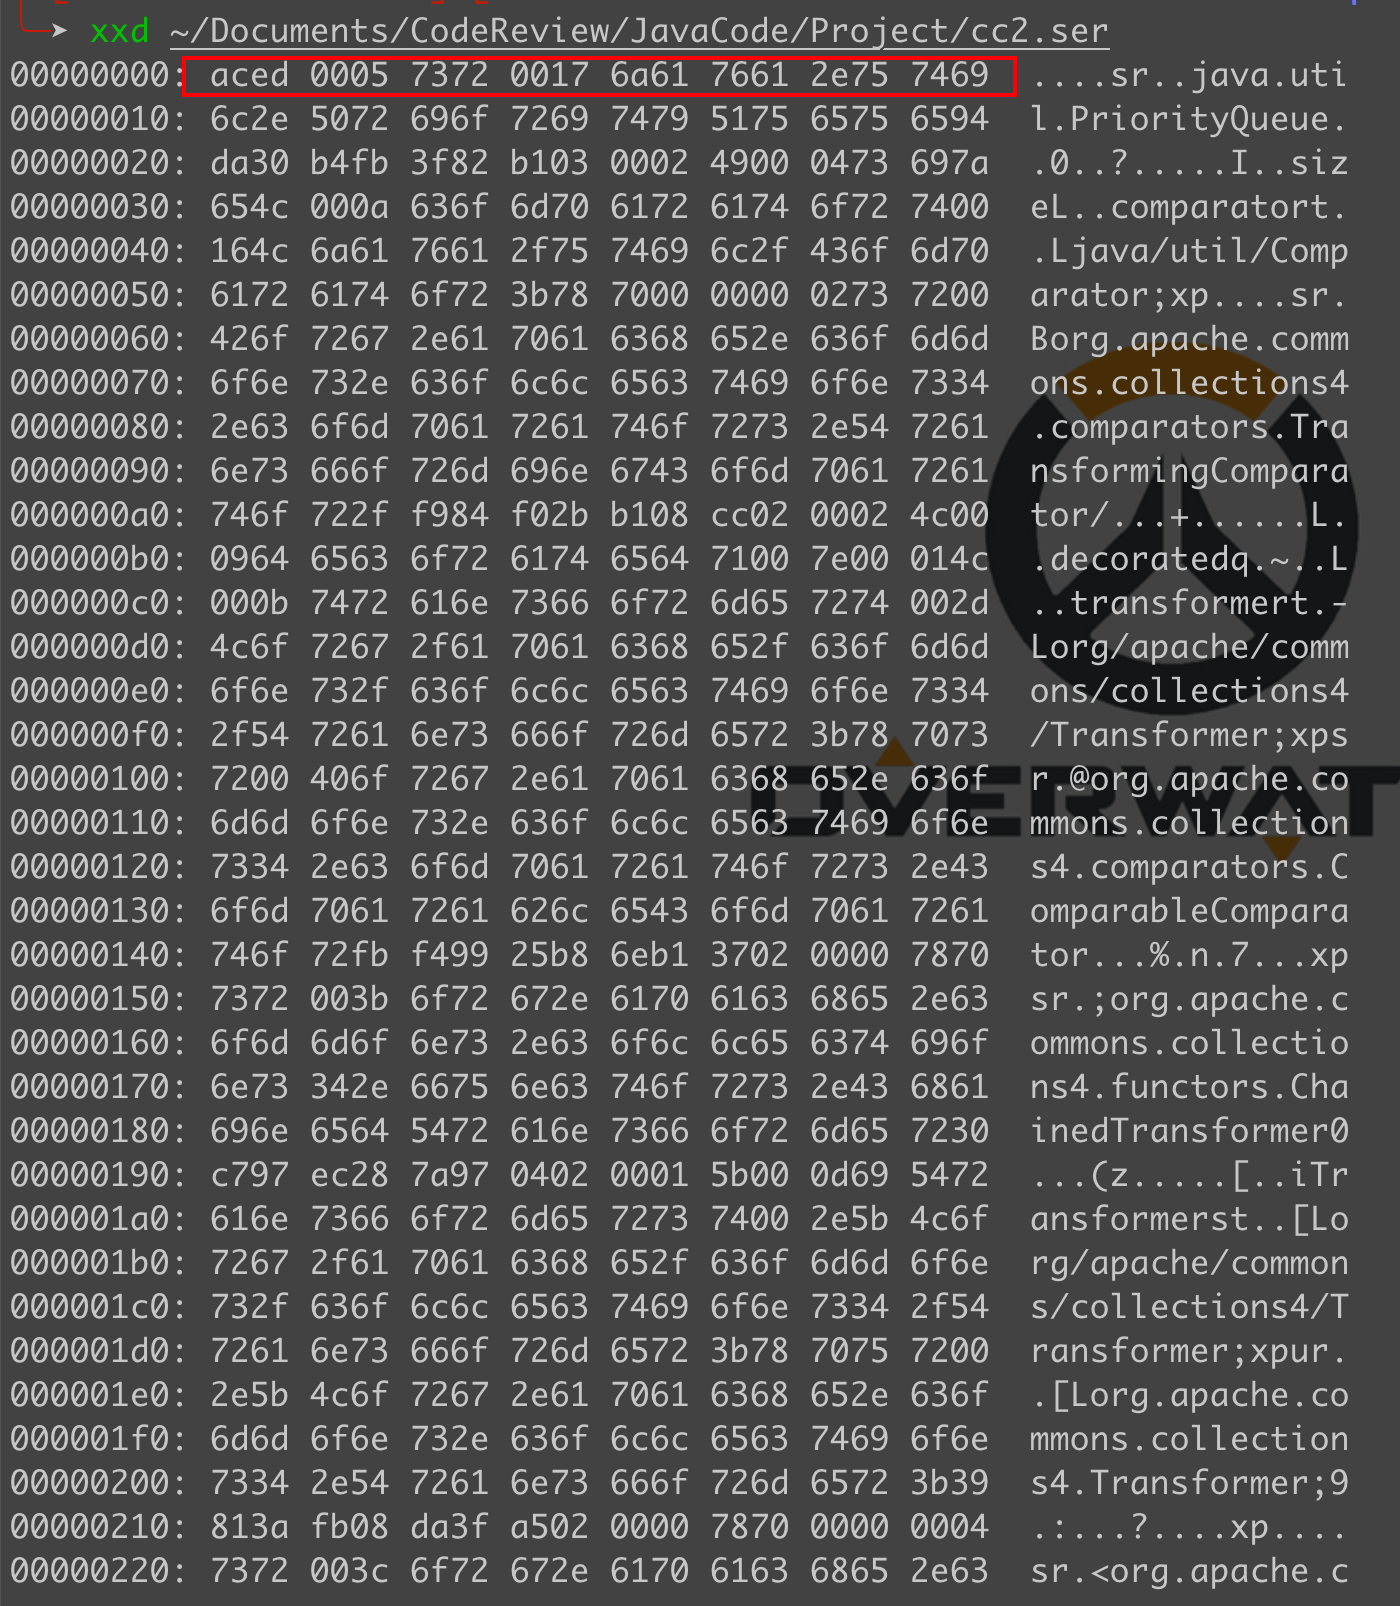 ➤ xxd ~/Documents/CodeReview/JavaCode/Project/cc2.ser
00000000: aced 0005 7372 0017 6a61 7661 2e75 7469 ....sr..java.uti
00000010: 6c2e 5072 696f 7269 7479 5175 6575 6594 l.PriorityQueue.
00000020: da30 b4fb 3f82 b103 0002 4900 0473 697a .0..?.....I..siz
00000030: 654c 000a 636f 6d70 6172 6174 6f72 7400 eL..comparatort.
00000040: 164c 6a61 7661 2f75 7469 6c2f 436f 6d70 .Ljava/util/Comp
00000050: 6172 6174 6f72 3b78 7000 0000 0273 7200 arator;xp....sr.
00000060: 426f 7267 2e61 7061 6368 652e 636f 6d6d Borg.apache.comm
00000070: 6f6e 732e 636f 6c6c 6563 7469 6f6e 7334 ons.collections4
00000080: 2e63 6f6d 7061 7261 746f 7273 2e54 7261 .comparators.Tra
00000090: 6e73 666f 726d 696e 6743 6f6d 7061 7261 nsformingCompara
000000a0: 746f 722f f984 f02b b108 cc02 0002 4c00 tor/...+......L.
000000b0: 0964 6563 6f72 6174 6564 7100 7e00 014c .decoratedq.~..L
000000c0: 000b 7472 616e 7366 6f72 6d65 7274 002d ..transformert.-
000000d0: 4c6f 7267 2f61 7061 6368 652f 636f 6d6d Lorg/apache/comm
000000e0: 6f6e 732f 636f 6c6c 6563 7469 6f6e 7334 ons/collections4
000000f0: 2f54 7261 6e73 666f 726d 6572 3b78 7073 /Transformer;xps
00000100: 7200 406f 7267 2e61 7061 6368 652e 636f r.@org.apache.co
00000110: 6d6d 6f6e 732e 636f 6c6c 6563 7469 6f6e mmons.collection
00000120: 7334 2e63 6f6d 7061 7261 746f 7273 2e43 s4.comparators.C
00000130: 6f6d 7061 7261 626c 6543 6f6d 7061 7261 omparableCompara
00000140: 746f 72fb f499 25b8 6eb1 3702 0000 7870 tor...%.n.7...xp
00000150: 7372 003b 6f72 672e 6170 6163 6865 2e63 sr.;org.apache.c
00000160: 6f6d 6d6f 6e73 2e63 6f6c 6c65 6374 696f ommons.collectio
00000170: 6e73 342e 6675 6e63 746f 7273 2e43 6861 ns4.functors.Cha
00000180: 696e 6564 5472 616e 7366 6f72 6d65 7230 inedTransformer0
00000190: c797 ec28 7a97 0402 0001 5b00 0d69 5472 ...(z.....[..iTr
000001a0: 616e 7366 6f72 6d65 7273 7400 2e5b 4c6f ansformerst..[Lo
000001b0: 7267 2f61 7061 6368 652f 636f 6d6d 6f6e rg/apache/common
000001c0: 732f 636f 6c6c 6563 7469 6f6e 7334 2f54 s/collections4/T
000001d0: 7261 6e73 666f 726d 6572 3b78 7075 7200 ransformer;xpur.
000001e0: 2e5b 4c6f 7267 2e61 7061 6368 652e 636f .[Lorg.apache.co
000001f0: 6d6d 6f6e 732e 636f 6c6c 6563 7469 6f6e mmons.collection
00000200: 7334 2e54 7261 6e73 666f 726d 6572 3b39 s4.Transformer;9
00000210: 813a fb08 da3f a502 0000 7870 0000 0004 .:...?....xp....
00000220: 7372 003c 6f72 672e 6170 6163 6865 2e63 sr.<org.apache.c
OVERWAT